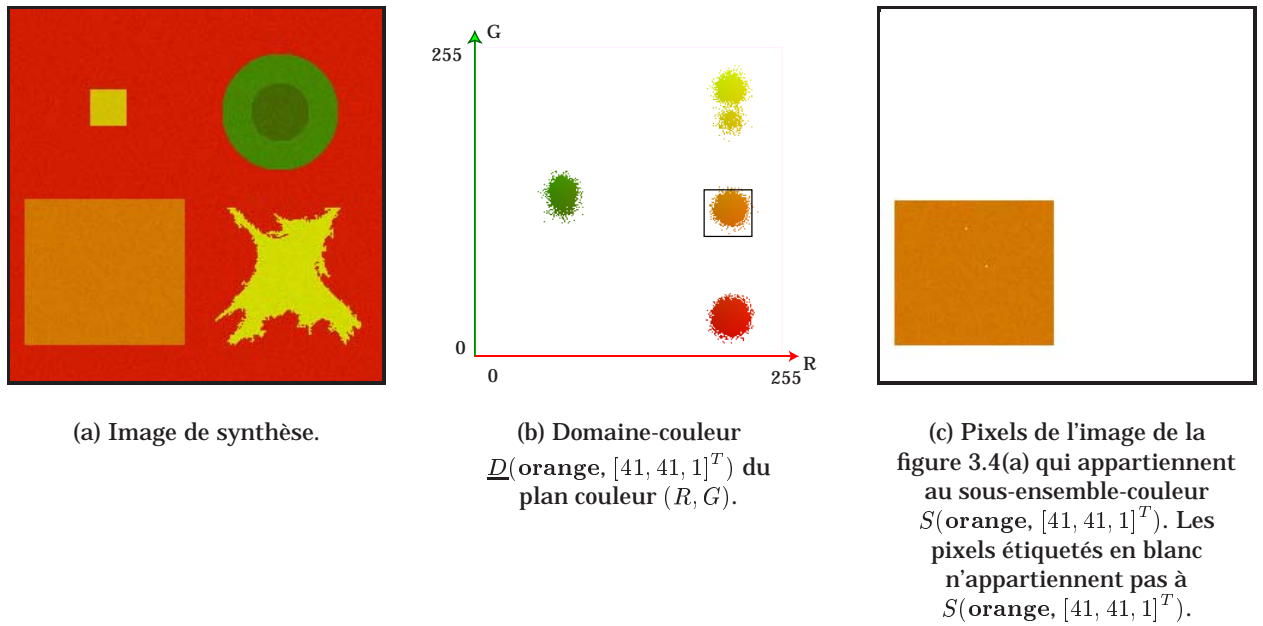 G
255
0
0
255
R
(a) Image de synthèse.
(b) Domaine-couleur
D(orange, [41, 41, 1]^T) du
plan couleur (R, G).
(c) Pixels de l'image de la
figure 3.4(a) qui appartiennent
au sous-ensemble-couleur
S(orange, [41, 41, 1]^T). Les
pixels étiquetés en blanc
n'appartiennent pas à
S(orange, [41, 41, 1]^T).